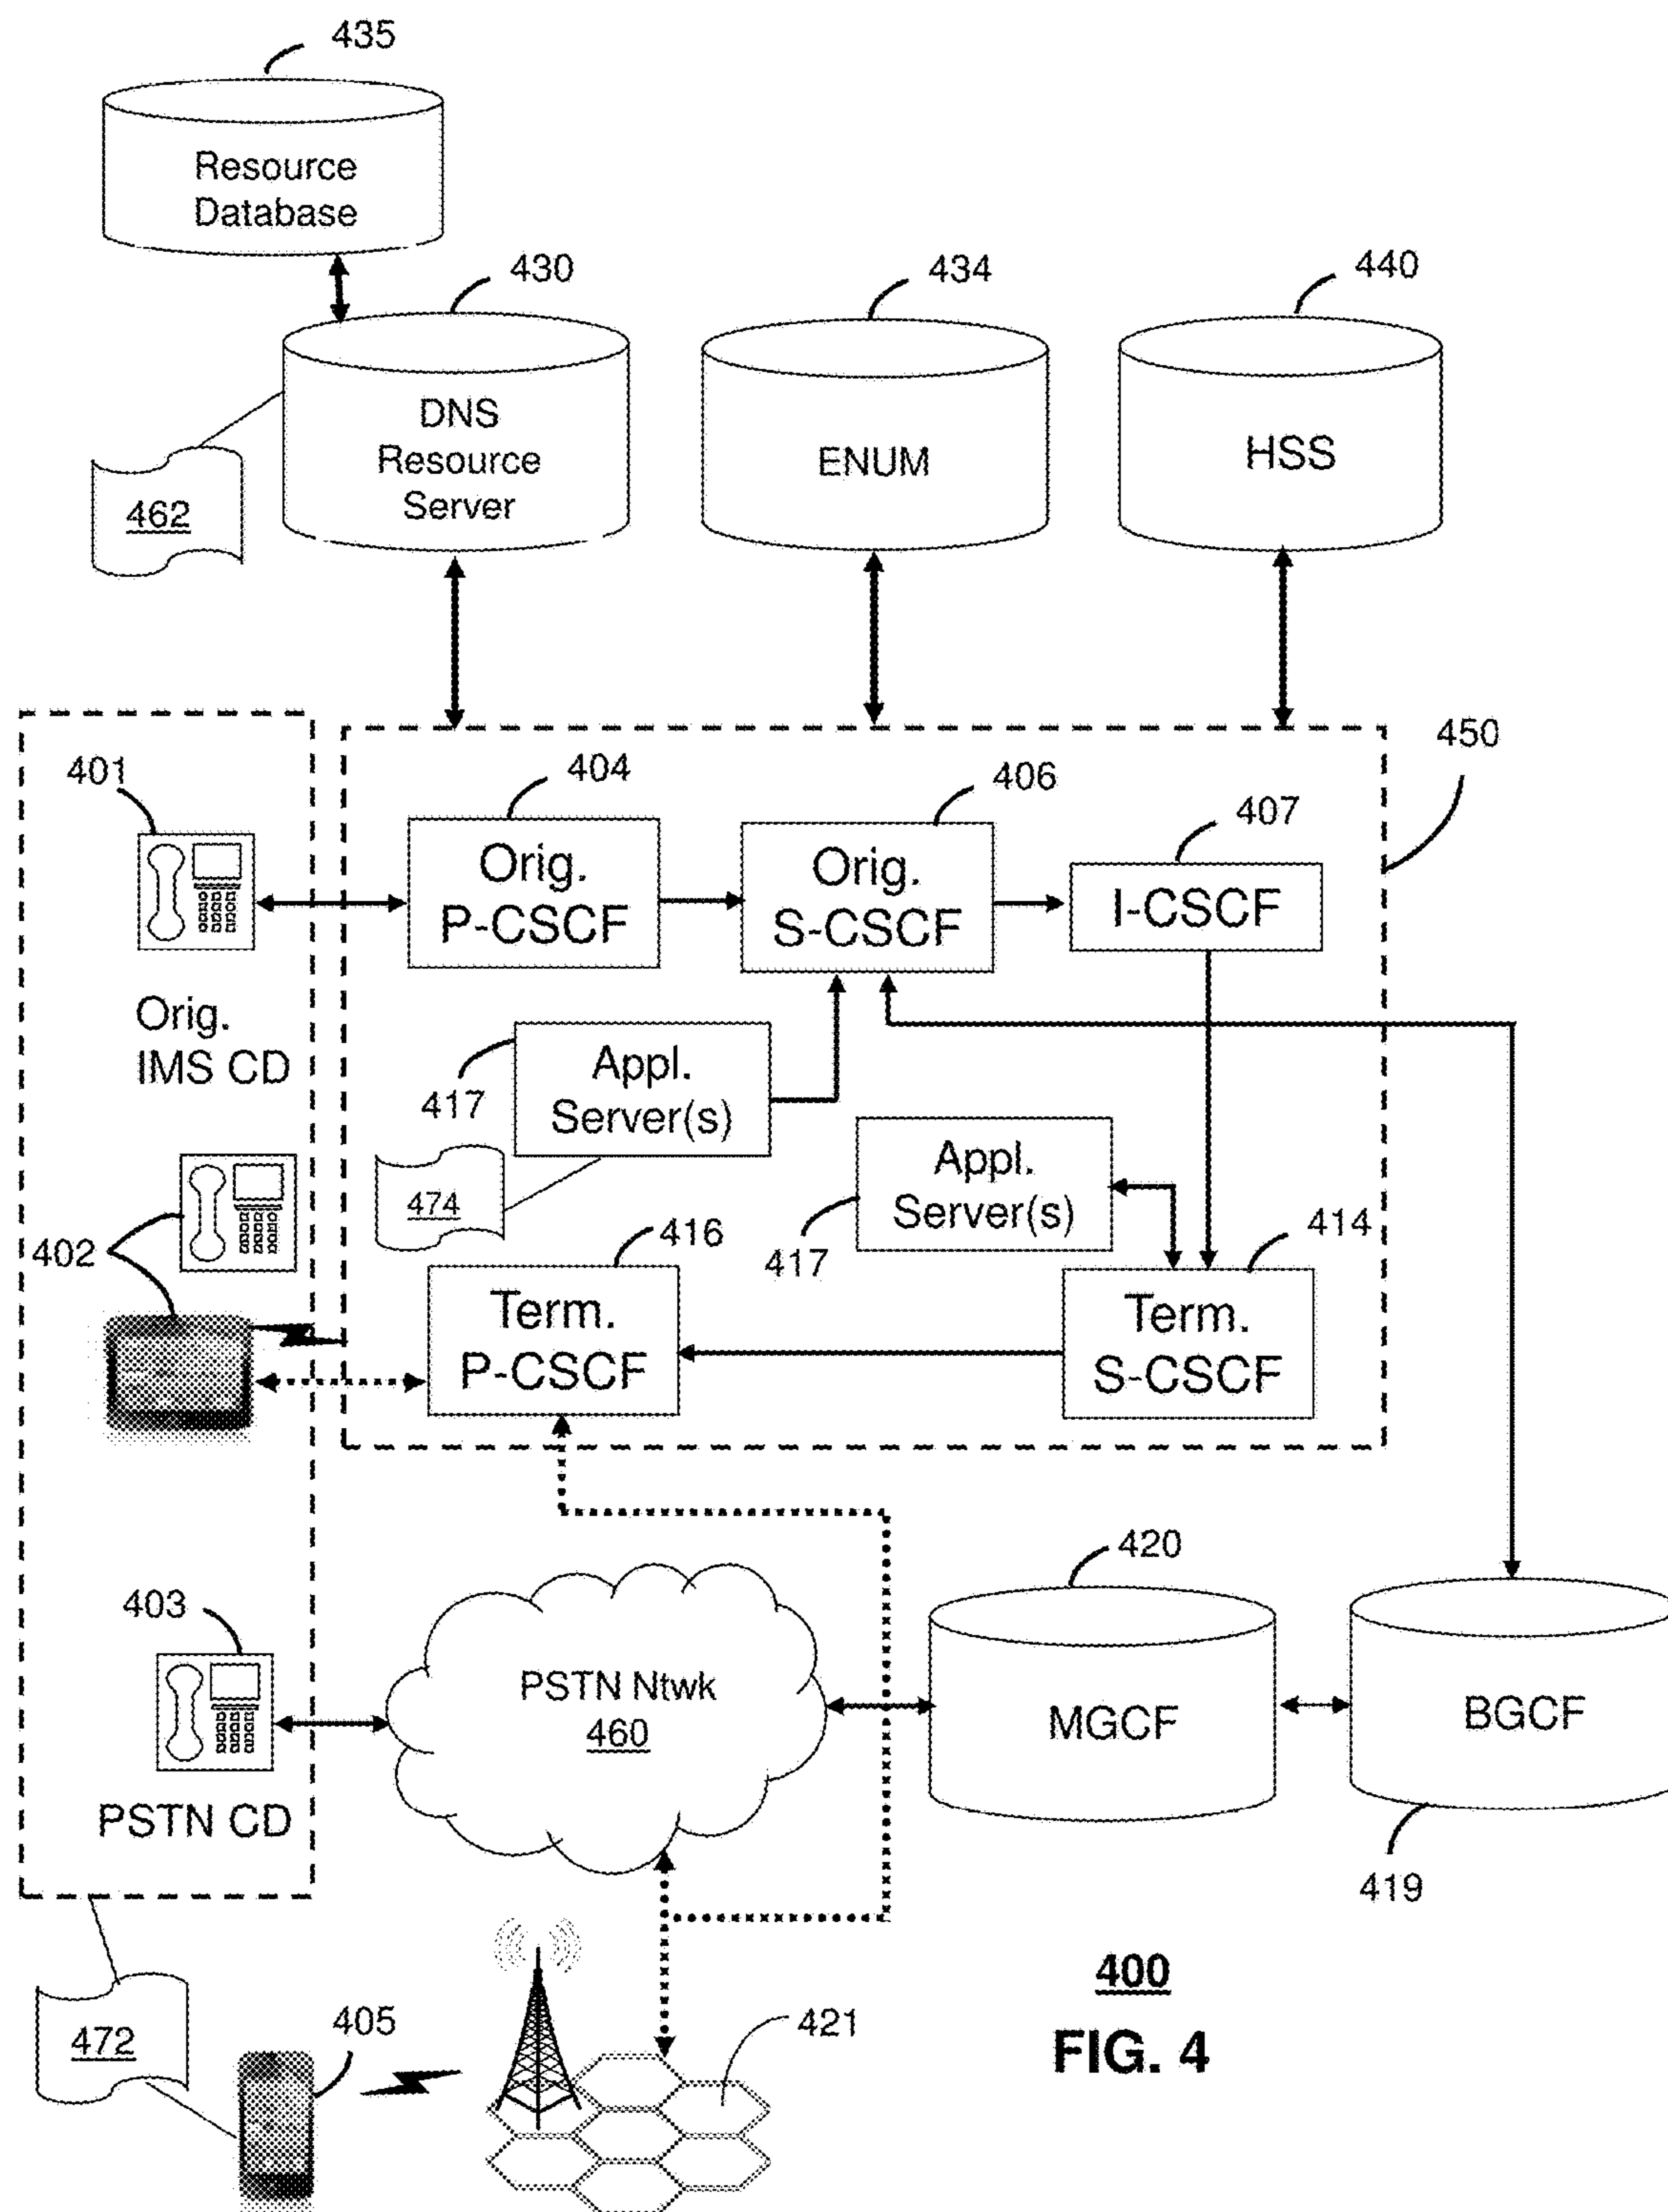 435
Resource
Database
430
434
440
DNS
Resource
Server
ENUM
HSS
462
450
401
404
406
407
Orig.
P-CSCF
Orig.
S-CSCF
I-CSCF
Orig.
IMS CD
417
Appl.
Server(s)
Appl.
Server(s)
474
402
416
417
414
Term.
P-CSCF
Term.
S-CSCF
420
403
PSTN Ntwk
460
MGCF
BGCF
PSTN CD
419
400
472
405
421
FIG. 4